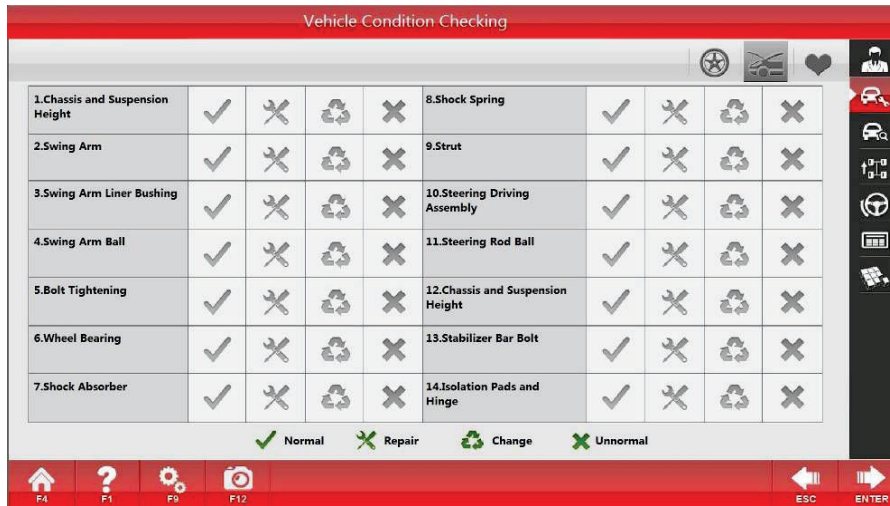 Vehicle Condition Checking
1.Chassis and Suspension
Height
2.Swing Arm
3.Swing Arm Liner Bushing
4.Swing Arm Ball
5.Bolt Tightening
6.Wheel Bearing
7.Shock Absorber
8.Shock Spring
9.Strut
10.Steering Driving
Assembly
11.Steering Rod Ball
12.Chassis and Suspension
Height
13.Stabilizer Bar Bolt
14.Isolation Pads and
Hinge
Normal Repair Change Unnormal
F4 F1 F9 F12 ESC ENTER